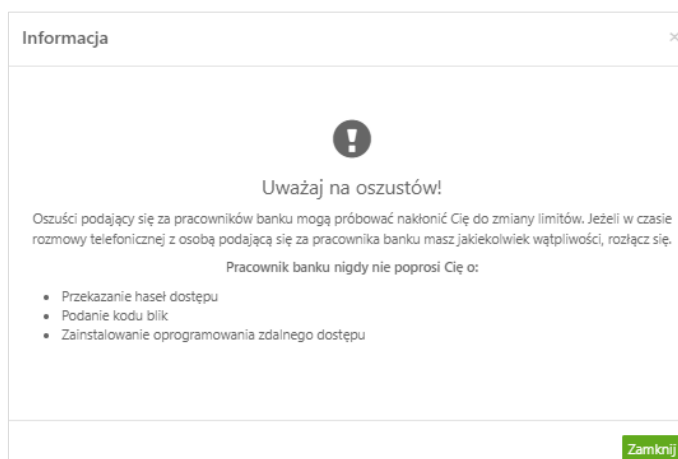 Informacja
×
Uważaj na oszustów!
Oszuści podający się za pracowników banku mogą próbować nakłonić Cię do zmiany limitów. Jeżeli w czasie
rozmowy telefonicznej z osobą podającą się za pracownika banku masz jakiekolwiek wątpliwości, rozłącz się.
Pracownik banku nigdy nie poprosi Cię o:
• Przekazanie haseł dostępu
• Podanie kodu blik
• Zainstalowanie oprogramowania zdalnego dostępu
Zamknij